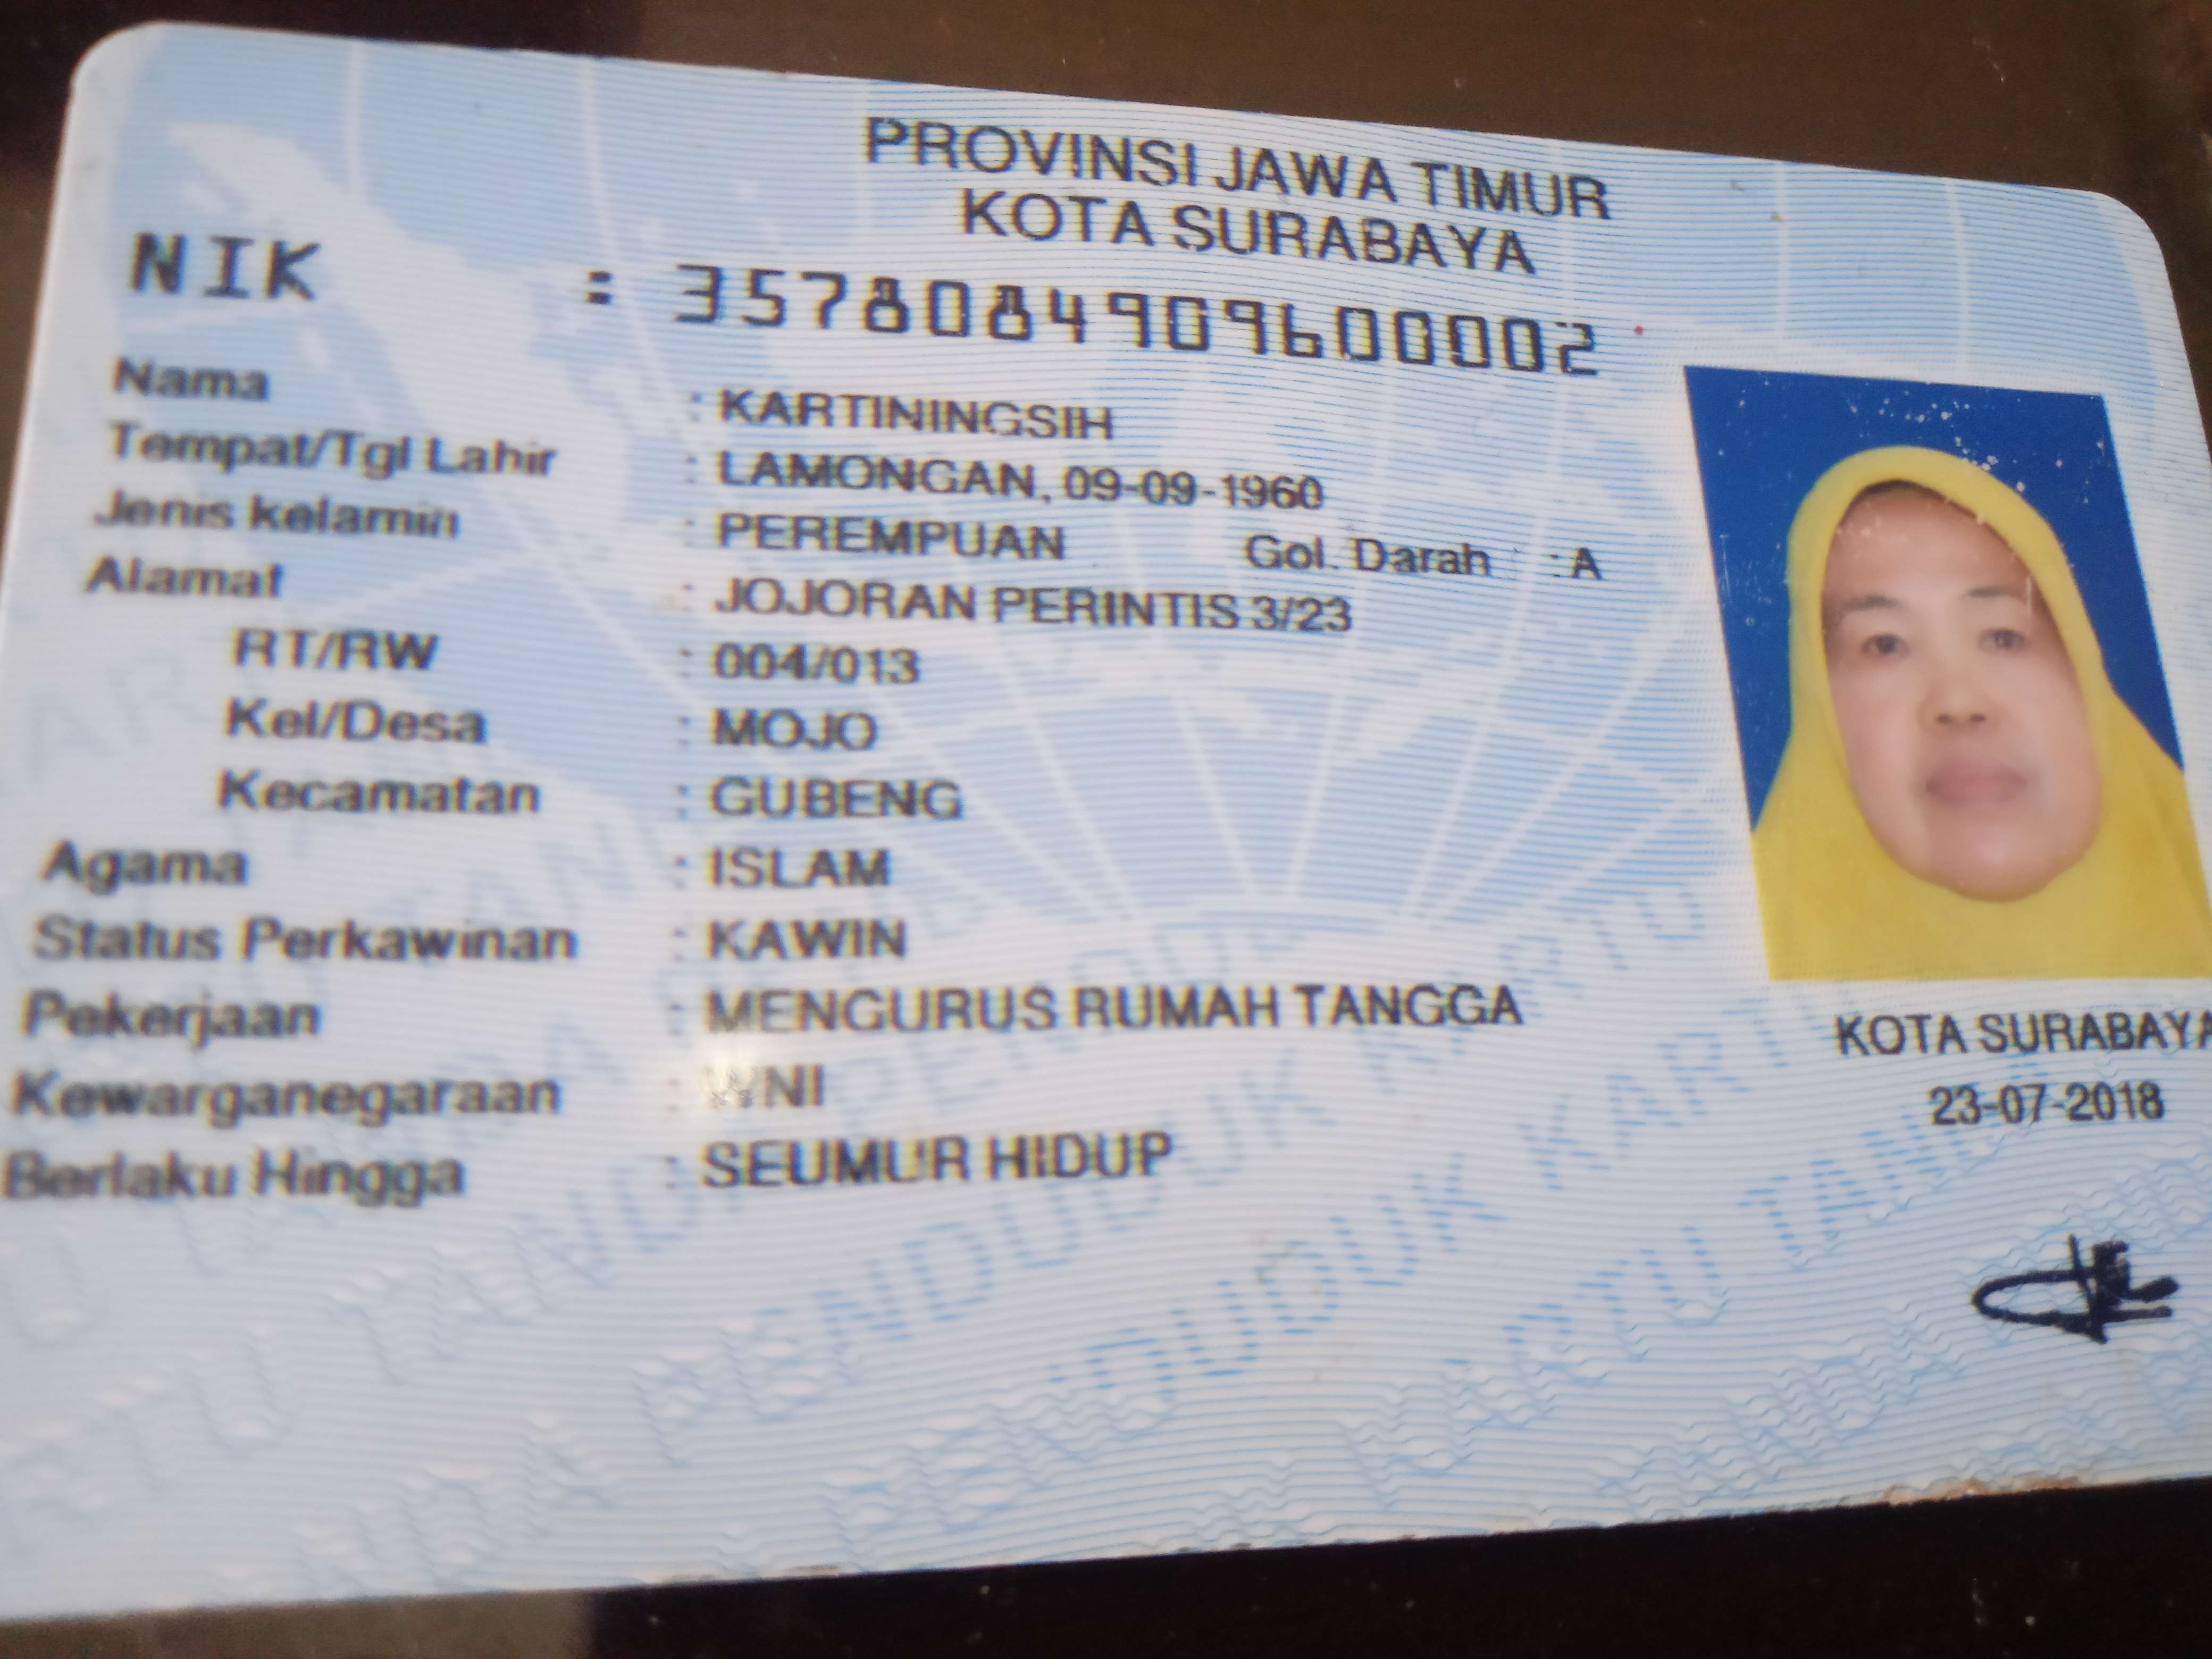 PROVINSI JAWA TIMUR
KOTA SURABAYA
NIK : 3578084909600002
Nama : KARTININGSIH
Tempat/Tgl Lahir : LAMONGAN, 09-09-1960
Jenis kelamin : PEREMPUAN Gol. Darah : A
Alamat : JOJORAN PERINTIS 3/23
RT/RW : 004/013
Kel/Desa : MOJO
Kecamatan : GUBENG
Agama : ISLAM
Status Perkawinan : KAWIN
Pekerjaan : MENGURUS RUMAH TANGGA
Kewarganegaraan : WNI
Berlaku Hingga : SEUMUR HIDUP
KOTA SURABAYA
23-07-2018